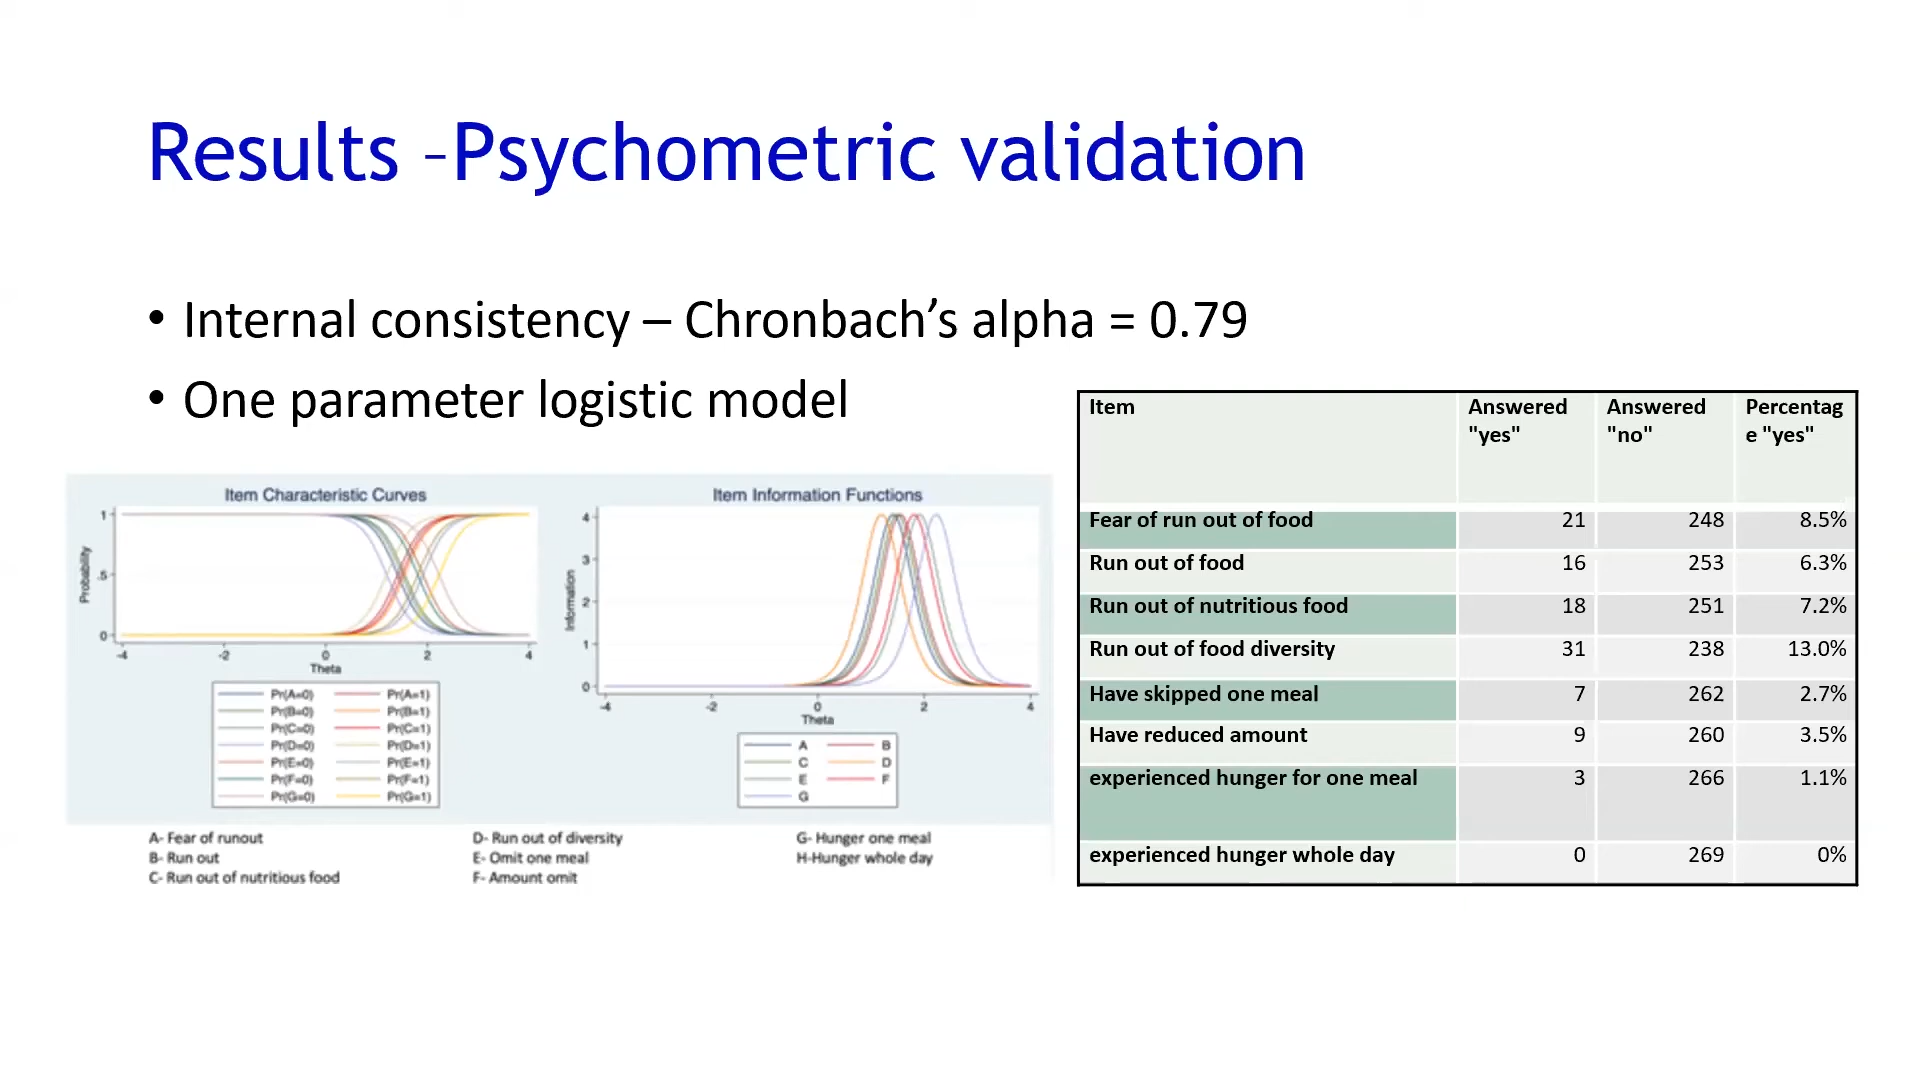 Results –Psychometric validation
• Internal consistency – Chronbach’s alpha = 0.79
• One parameter logistic model
Item Characteristic Curves
Probability
1
.5
0
-4 -2 0 2 4
Theta
Pr(A=0) Pr(A=1)
Pr(B=0) Pr(B=1)
Pr(C=0) Pr(C=1)
Pr(D=0) Pr(D=1)
Pr(E=0) Pr(E=1)
Pr(F=0) Pr(F=1)
Pr(G=0) Pr(G=1)
Item Information Functions
Information
4
3
2
1
0
-4 -2 0 2 4
Theta
A B
C D
E F
G
A- Fear of runout D- Run out of diversity G- Hunger one meal
B- Run out E- Omit one meal H-Hunger whole day
C- Run out of nutritious food F- Amount omit
Item Answered Answered Percentag
"yes" "no" e "yes"
Fear of run out of food 21 248 8.5%
Run out of food 16 253 6.3%
Run out of nutritious food 18 251 7.2%
Run out of food diversity 31 238 13.0%
Have skipped one meal 7 262 2.7%
Have reduced amount 9 260 3.5%
experienced hunger for one meal 3 266 1.1%
experienced hunger whole day 0 269 0%